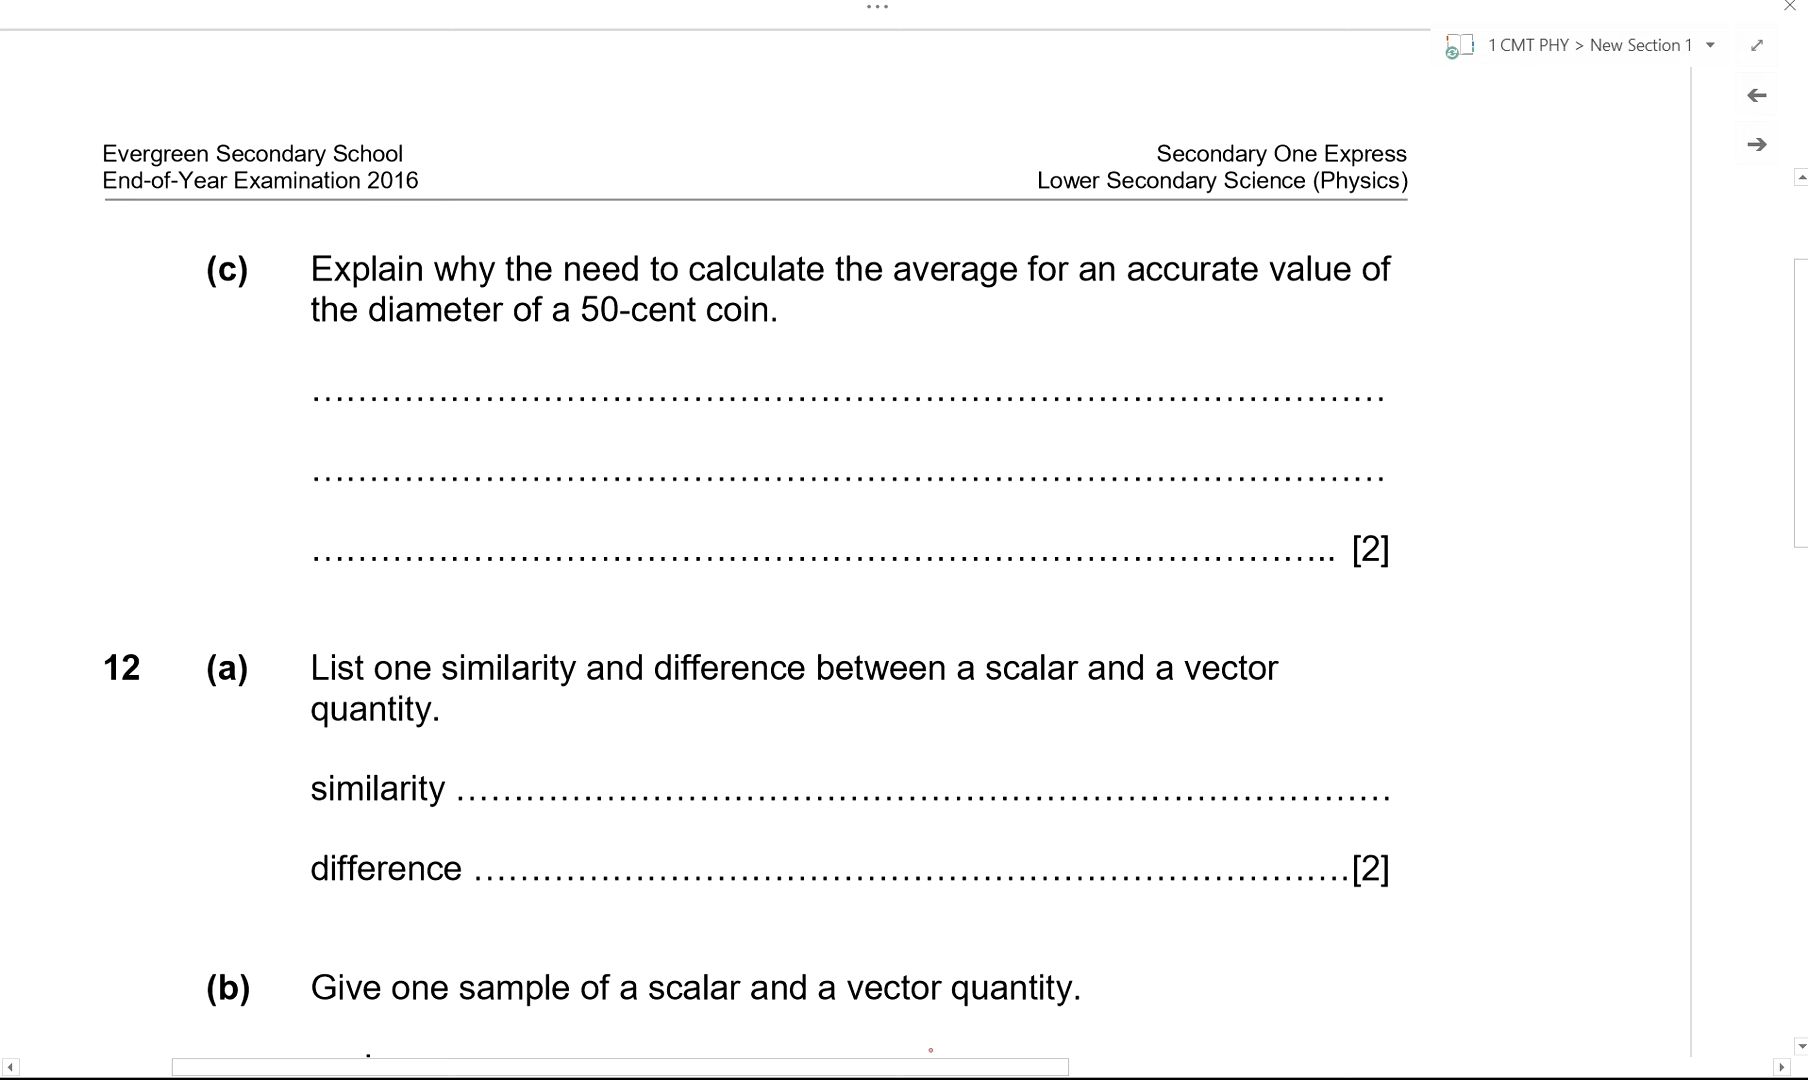 1 CMT PHY > New Section 1
Evergreen Secondary School
End-of-Year Examination 2016
Secondary One Express
Lower Secondary Science (Physics)
(c) Explain why the need to calculate the average for an accurate value of
the diameter of a 50-cent coin.
..........................................................................................
..........................................................................................
...................................................................................... [2]
12 (a) List one similarity and difference between a scalar and a vector
quantity.
similarity ..............................................................................
difference .........................................................................[2]
(b) Give one sample of a scalar and a vector quantity.